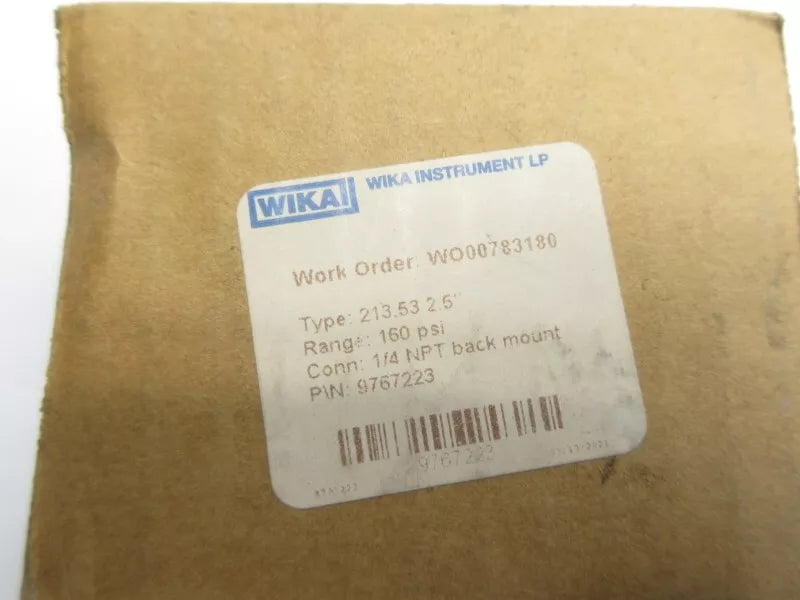 WIKA WIKA INSTRUMENT LP
Work Order: WO00783180
Type: 213.53 2.5"
Range: 160 psi
Conn: 1/4 NPT back mount
P\N: 9767223
9767223